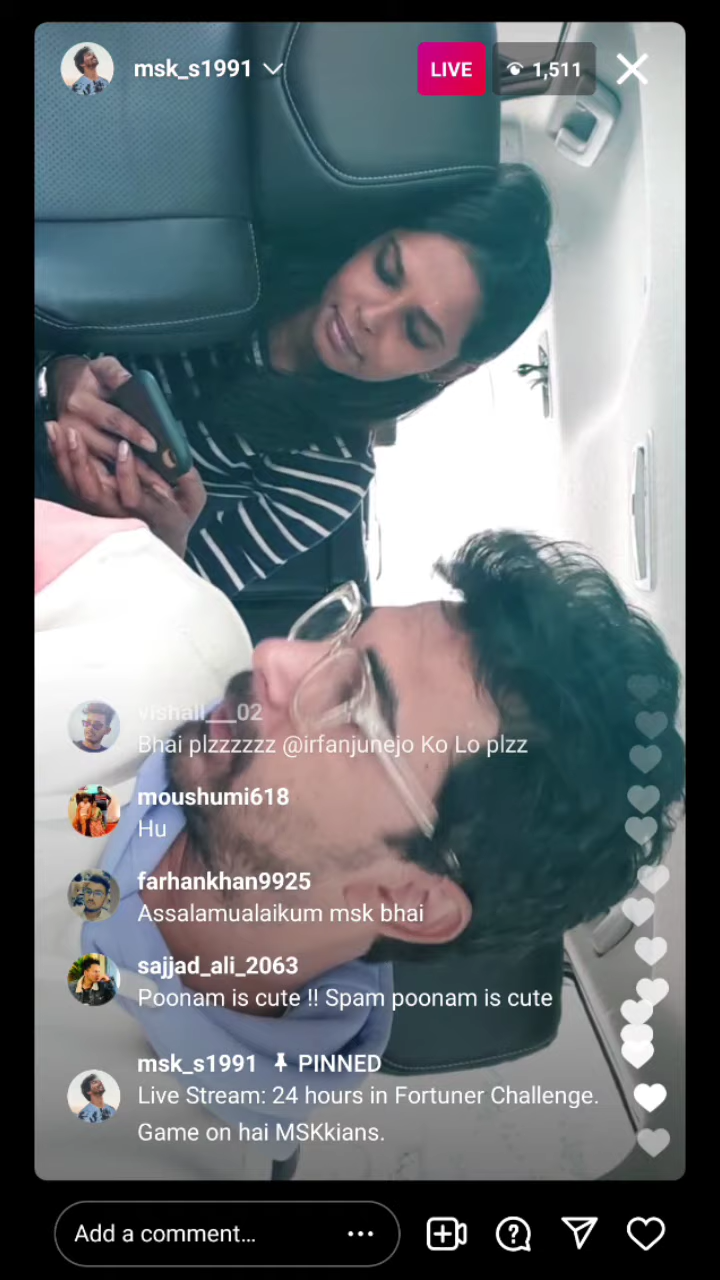 msk_s1991
LIVE
1,511
vishall__02
Bhai plzzzzzz @irfanjunejo Ko Lo plzz
moushumi618
Hu
farhankhan9925
Assalamualaikum msk bhai
sajjad_ali_2063
Poonam is cute !! Spam poonam is cute
msk_s1991 PINNED
Live Stream: 24 hours in Fortuner Challenge.
Game on hai MSKkians.
Add a comment...